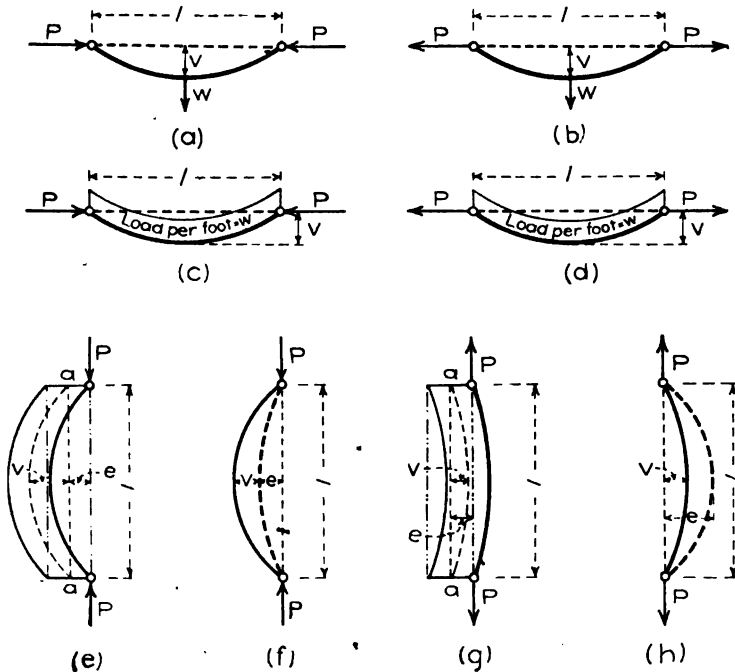 l l
P P P P
V V
W W
(a) (b)
l l
P P P P
Load per foot=w V Load per foot=w V
(c) (d)
P P P P
a a
l l l l
V e V e V e V e
a a
P P P P
(e) (f) (g) (h)